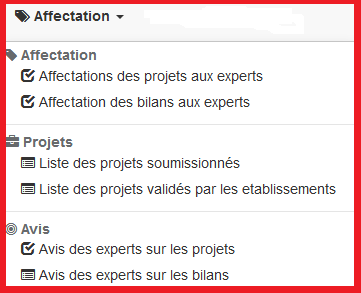 Affectation
Affectation
Affectations des projets aux experts
Affectation des bilans aux experts
Projets
Liste des projets soumissionnés
Liste des projets validés par les etablissements
Avis
Avis des experts sur les projets
Avis des experts sur les bilans